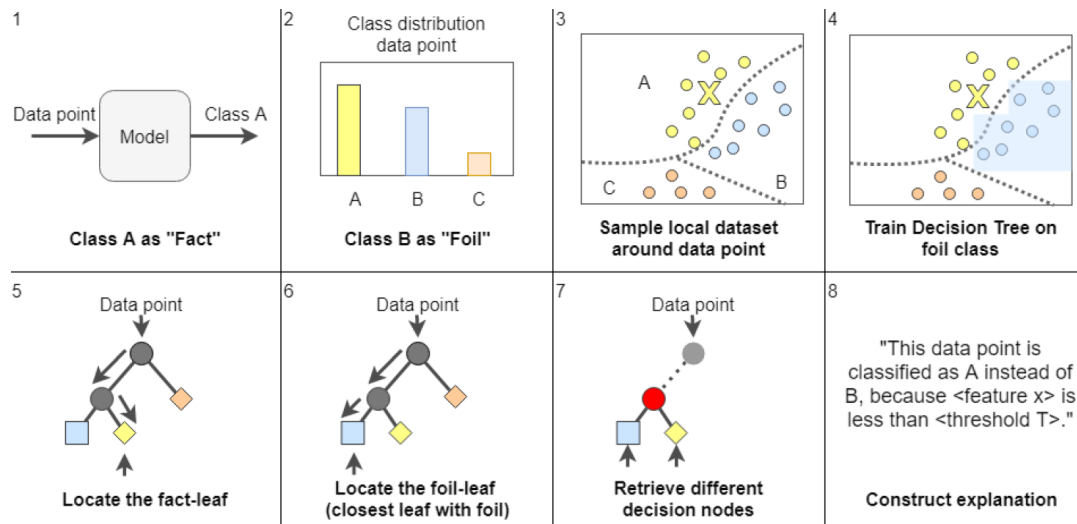 1
Data point
Model
Class A
Class A as "Fact"
2
Class distribution
data point
A
B
C
Class B as "Foil"
3
A
X
C
B
Sample local dataset
around data point
4
X
Train Decision Tree on
foil class
5
Data point
Locate the fact-leaf
6
Data point
Locate the foil-leaf
(closest leaf with foil)
7
Data point
Retrieve different
decision nodes
8
"This data point is
classified as A instead of
B, because <feature x> is
less than <threshold T>."
Construct explanation